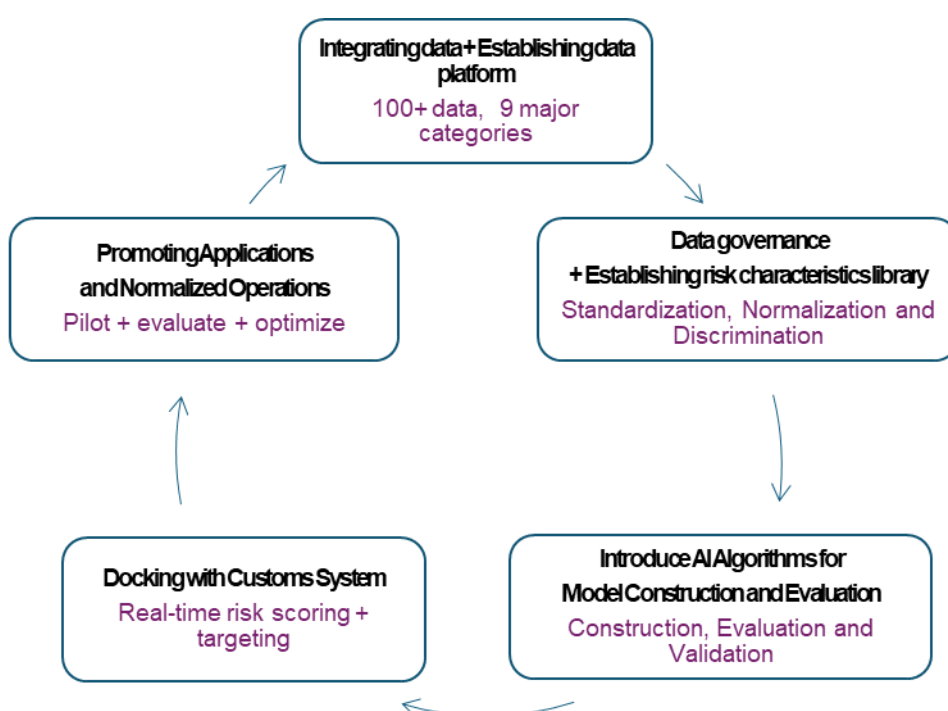 Integrating data + Establishing data
platform
100+ data, 9 major
categories
Data governance
+ Establishing risk characteristics library
Standardization, Normalization and
Discrimination
Introduce AI Algorithms for
Model Construction and Evaluation
Construction, Evaluation and
Validation
Docking with Customs System
Real-time risk scoring +
targeting
Promoting Applications
and Normalized Operations
Pilot + evaluate + optimize